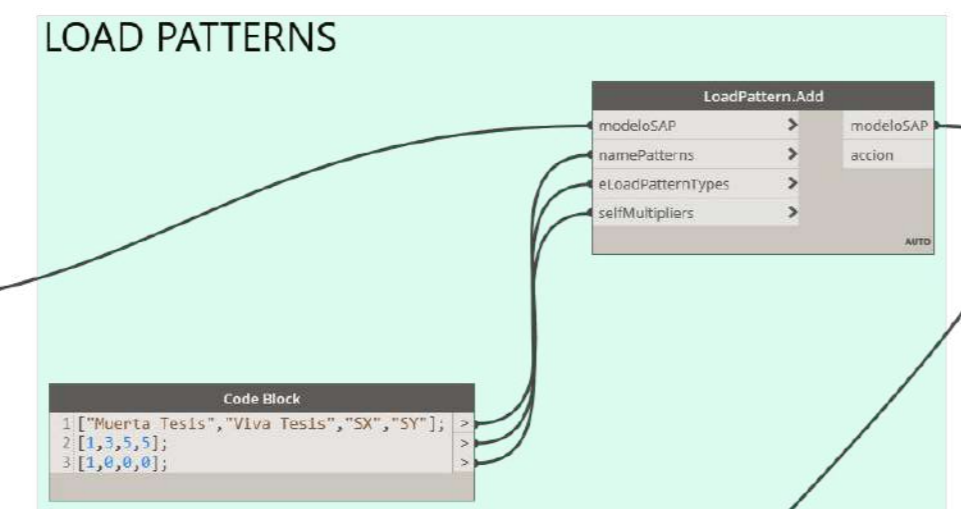 LOAD PATTERNS
LoadPattern.Add
modeloSAP > modeloSAP
namePatterns > accion
eLoadPatternTypes >
selfMultipliers >
AUTO
Code Block
1 ["Muerta Tesis","Viva Tesis","SX","SY"]; >
2 [1,3,5,5]; >
3 [1,0,0,0]; >